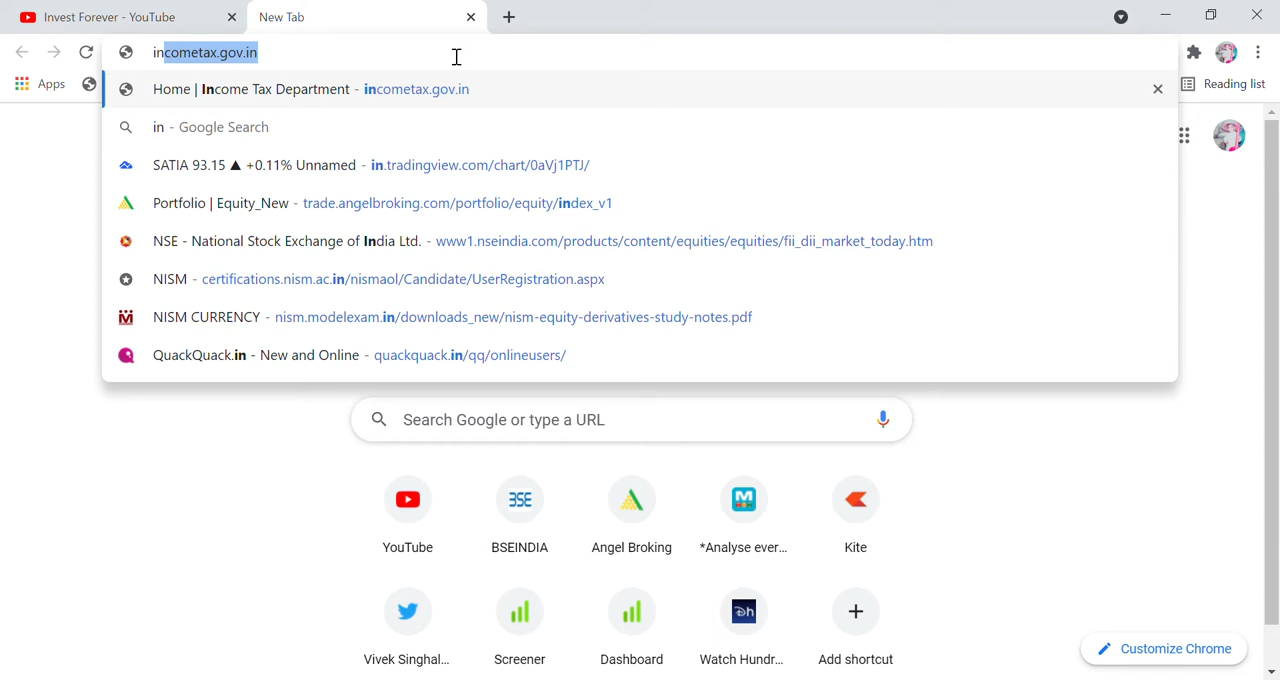 Invest Forever - YouTube
New Tab
incometax.gov.in
Apps
Reading list
Home | Income Tax Department - incometax.gov.in
in - Google Search
SATIA 93.15 ▲ +0.11% Unnamed - in.tradingview.com/chart/0aVj1PTJ/
Portfolio | Equity_New - trade.angelbroking.com/portfolio/equity/index_v1
NSE - National Stock Exchange of India Ltd. - www1.nseindia.com/products/content/equities/equities/fii_dii_market_today.htm
NISM - certifications.nism.ac.in/nismaol/Candidate/UserRegistration.aspx
NISM CURRENCY - nism.modelexam.in/downloads_new/nism-equity-derivatives-study-notes.pdf
QuackQuack.in - New and Online - quackquack.in/qq/onlineusers/
Search Google or type a URL
BSE
M
YouTube
BSEINDIA
Angel Broking
*Analyse ever...
Kite
Dh
Vivek Singhal...
Screener
Dashboard
Watch Hundr...
Add shortcut
Customize Chrome